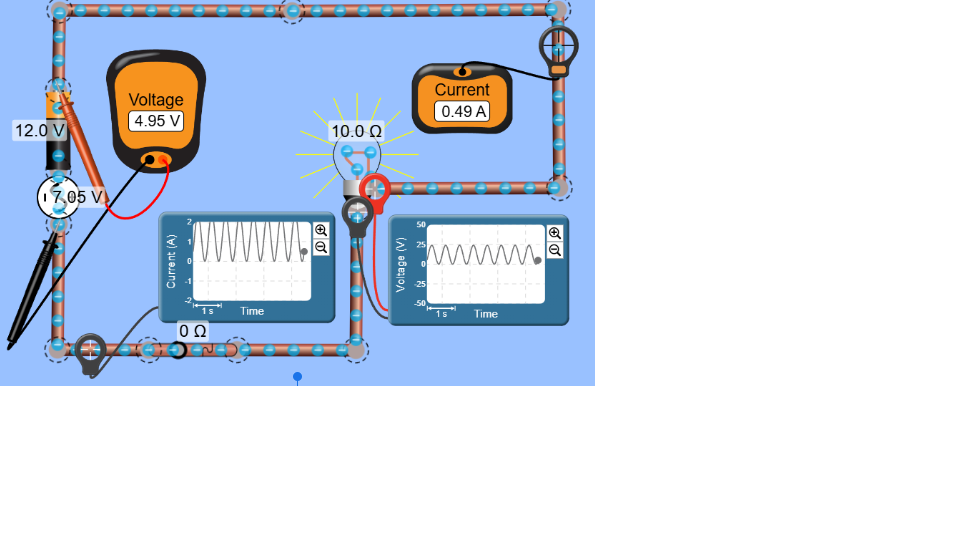 Voltage
4.95 V
Current
0.49 A
12.0 V
10.0 Ω
7.05 V
Current (A)
2
1
0
-1
-2
1 s
Time
Voltage (V)
50
25
0
-25
-50
1 s
Time
0 Ω